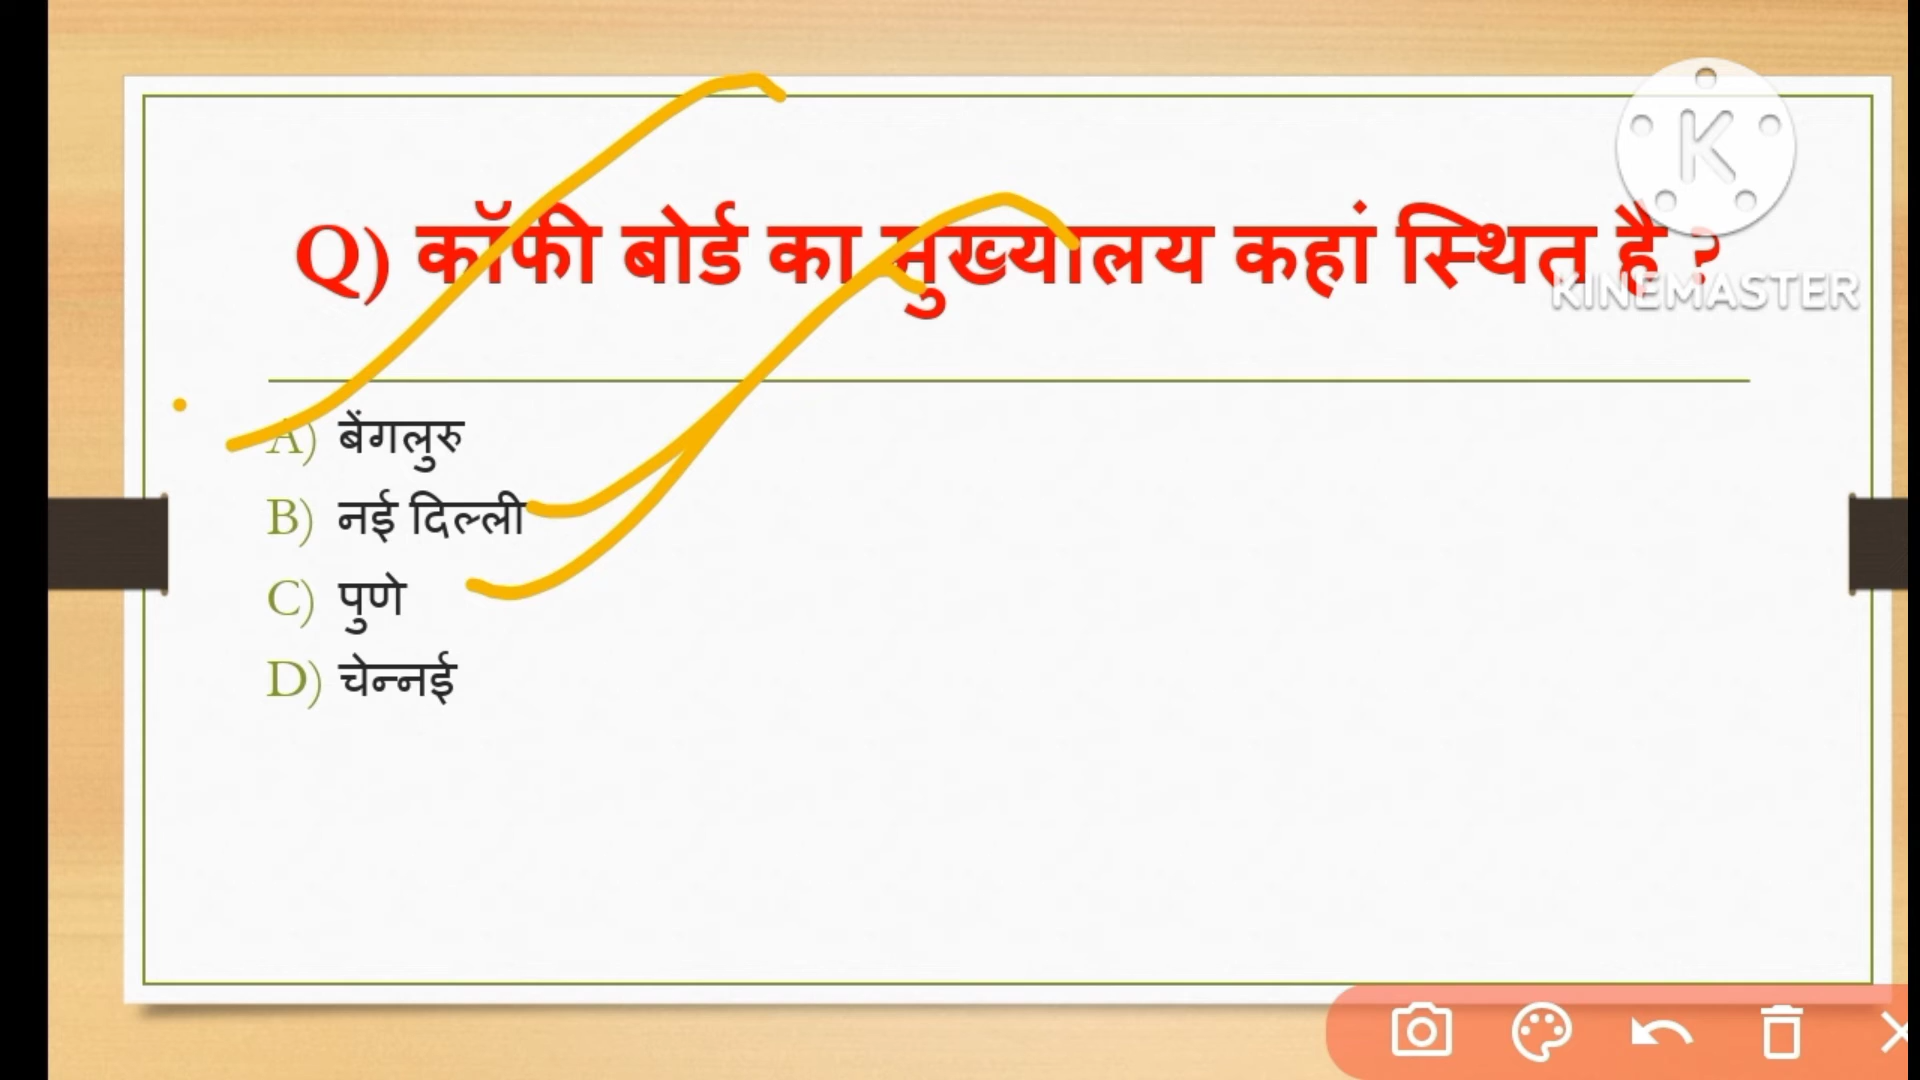 Q) कॉफी बोर्ड का मुख्यालय कहां स्थित है ?
K
KINEMASTER
A) बेंगलुरु
B) नई दिल्ली
C) पुणे
D) चेन्नई